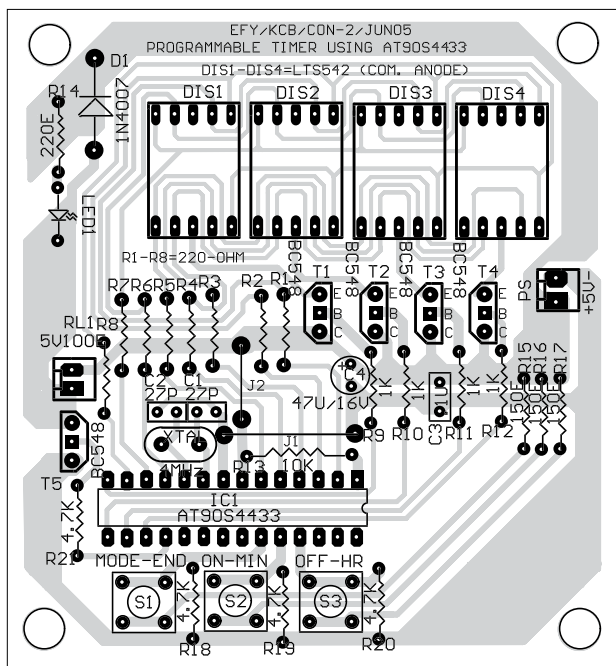 EFY/KCB/CON-2/JUN05
PROGRAMMABLE TIMER USING AT90S4433
DIS1-DIS4=LTS542 (COM. ANODE)
D1
R14
1N4007
220E
LED1
DIS1
DIS2
DIS3
DIS4
R1-R8=220-OHM
BC548
BC548
BC548
BC548
R7
R6
R5
R4
R3
R2
R1
T1
T2
T3
T4
E
B
C
E
B
C
E
B
C
E
B
C
PS
+5V-
RL1
R8
5V100E
J2
47U/16V
1K
1K
1K
1K
1U
C3
R15
R16
R17
150E
150E
150E
C2
C1
27P
27P
XTAL
4MHz
R9
R10
R11
R12
J1
R13
10K
BC548
T5
IC1
AT90S4433
4.7K
R21
MODE-END
ON-MIN
OFF-HR
S1
S2
S3
4.7K
4.7K
4.7K
R18
R19
R20